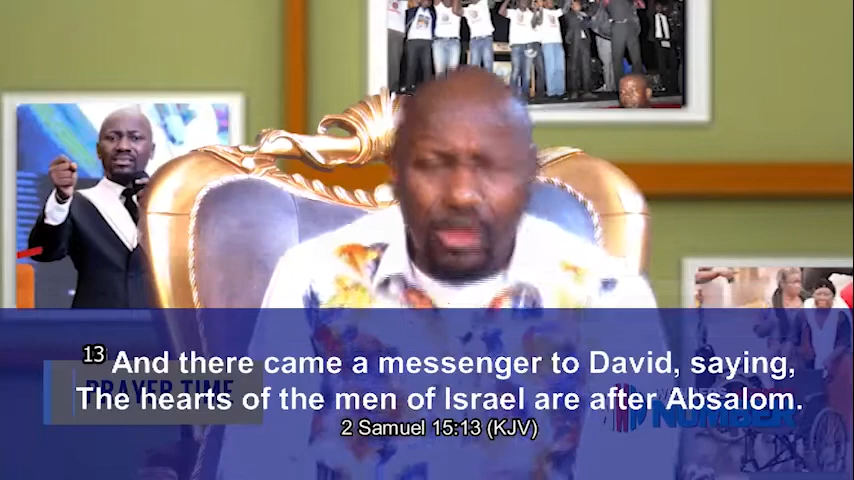 13 And there came a messenger to David, saying,
The hearts of the men of Israel are after Absalom.
2 Samuel 15:13 (KJV)
PRAYER TIME
NUMBER